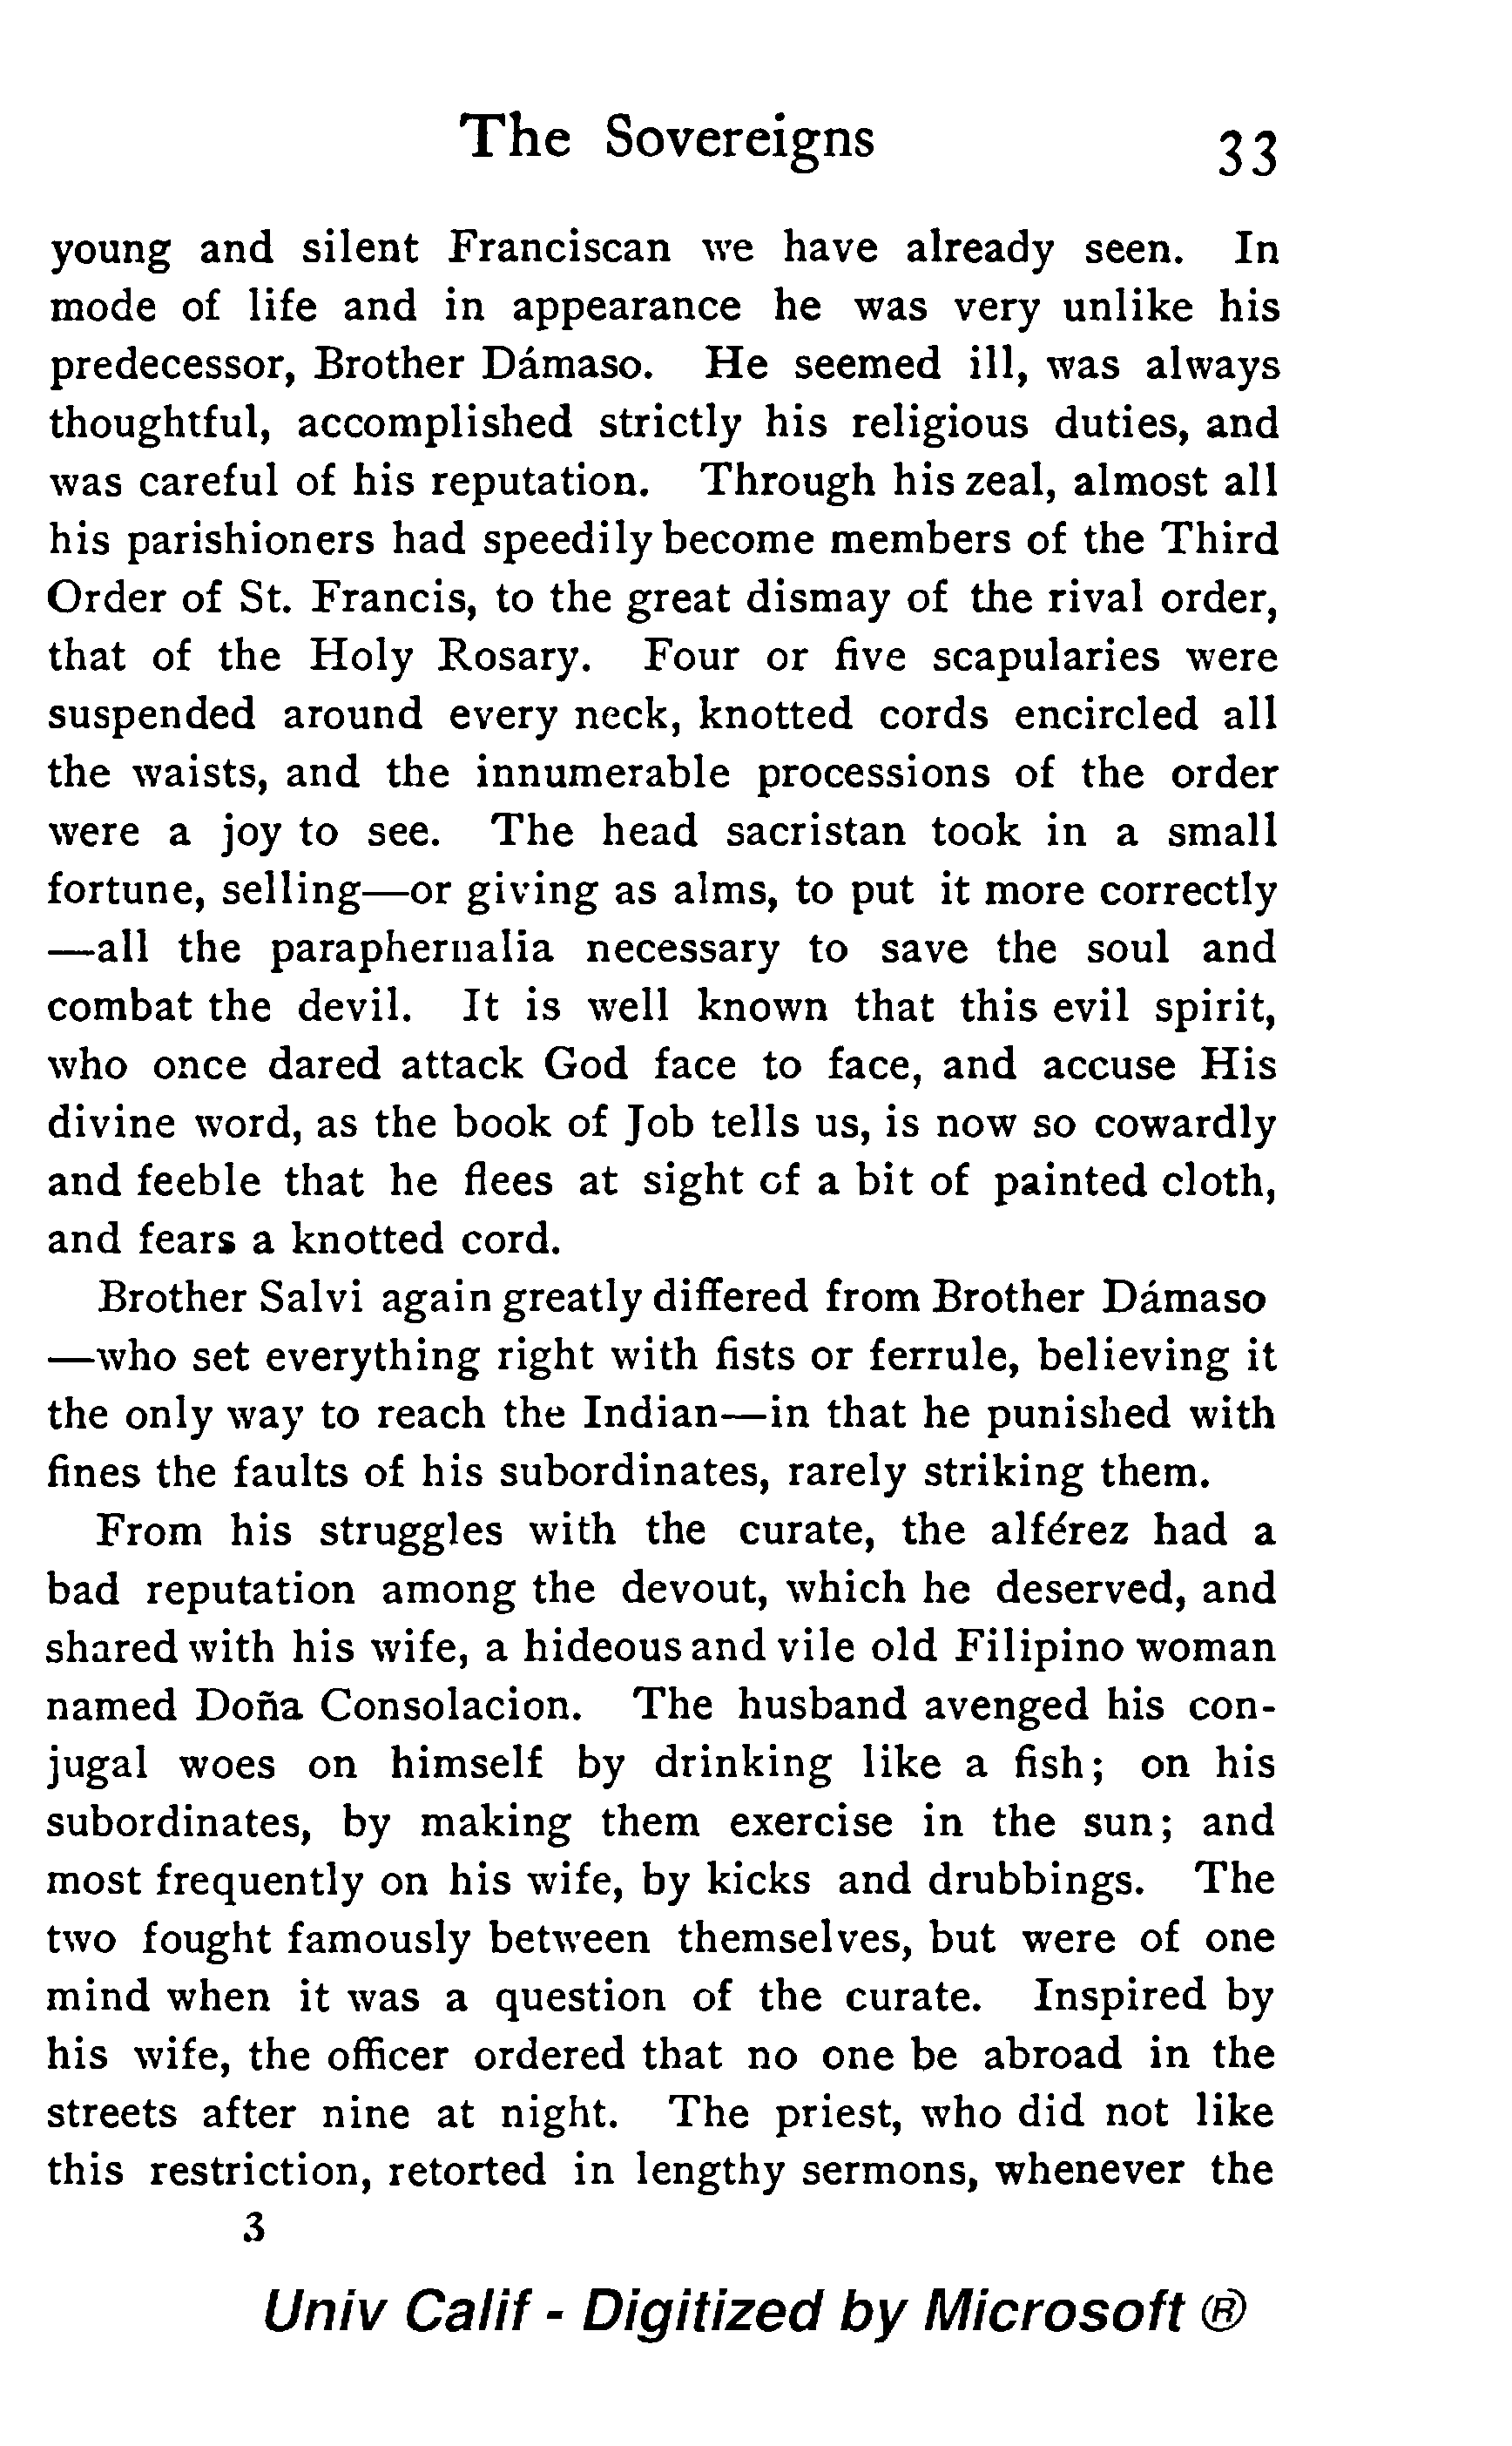 The Sovereigns 33
young and silent Franciscan we have already seen. In
mode of life and in appearance he was very unlike his
predecessor, Brother Dámaso. He seemed ill, was always
thoughtful, accomplished strictly his religious duties, and
was careful of his reputation. Through his zeal, almost all
his parishioners had speedily become members of the Third
Order of St. Francis, to the great dismay of the rival order,
that of the Holy Rosary. Four or five scapularies were
suspended around every neck, knotted cords encircled all
the waists, and the innumerable processions of the order
were a joy to see. The head sacristan took in a small
fortune, selling—or giving as alms, to put it more correctly
—all the paraphernalia necessary to save the soul and
combat the devil. It is well known that this evil spirit,
who once dared attack God face to face, and accuse His
divine word, as the book of Job tells us, is now so cowardly
and feeble that he flees at sight of a bit of painted cloth,
and fears a knotted cord.
Brother Salvi again greatly differed from Brother Dámaso
—who set everything right with fists or ferrule, believing it
the only way to reach the Indian—in that he punished with
fines the faults of his subordinates, rarely striking them.
From his struggles with the curate, the alférez had a
bad reputation among the devout, which he deserved, and
shared with his wife, a hideous and vile old Filipino woman
named Doña Consolacion. The husband avenged his con-
jugal woes on himself by drinking like a fish; on his
subordinates, by making them exercise in the sun; and
most frequently on his wife, by kicks and drubbings. The
two fought famously between themselves, but were of one
mind when it was a question of the curate. Inspired by
his wife, the officer ordered that no one be abroad in the
streets after nine at night. The priest, who did not like
this restriction, retorted in lengthy sermons, whenever the
3
Univ Calif - Digitized by Microsoft ®